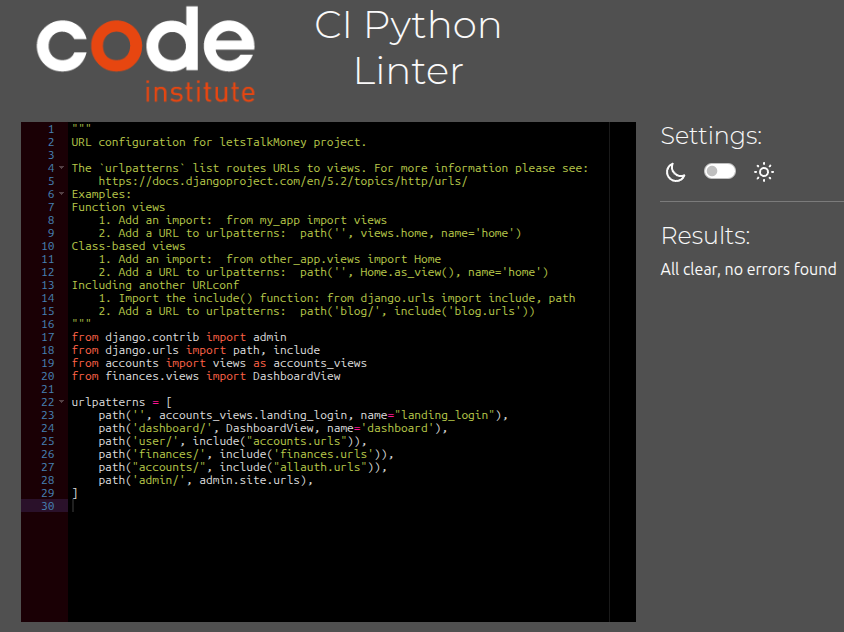 code
institute
CI Python
Linter
1 """
2 URL configuration for letsTalkMoney project.
3
4 The `urlpatterns` list routes URLs to views. For more information please see:
5     https://docs.djangoproject.com/en/5.2/topics/http/urls/
6 Examples:
7 Function views
8     1. Add an import:  from my_app import views
9     2. Add a URL to urlpatterns:  path('', views.home, name='home')
10 Class-based views
11     1. Add an import:  from other_app.views import Home
12     2. Add a URL to urlpatterns:  path('', Home.as_view(), name='home')
13 Including another URLconf
14     1. Import the include() function: from django.urls import include, path
15     2. Add a URL to urlpatterns:  path('blog/', include('blog.urls'))
16 """
17 from django.contrib import admin
18 from django.urls import path, include
19 from accounts import views as accounts_views
20 from finances.views import DashboardView
21
22 urlpatterns = [
23     path('', accounts_views.landing_login, name="landing_login"),
24     path('dashboard/', DashboardView, name='dashboard'),
25     path('user/', include("accounts.urls")),
26     path('finances/', include('finances.urls')),
27     path("accounts/", include("allauth.urls")),
28     path('admin/', admin.site.urls),
29 ]
30
Settings:
Results:
All clear, no errors found